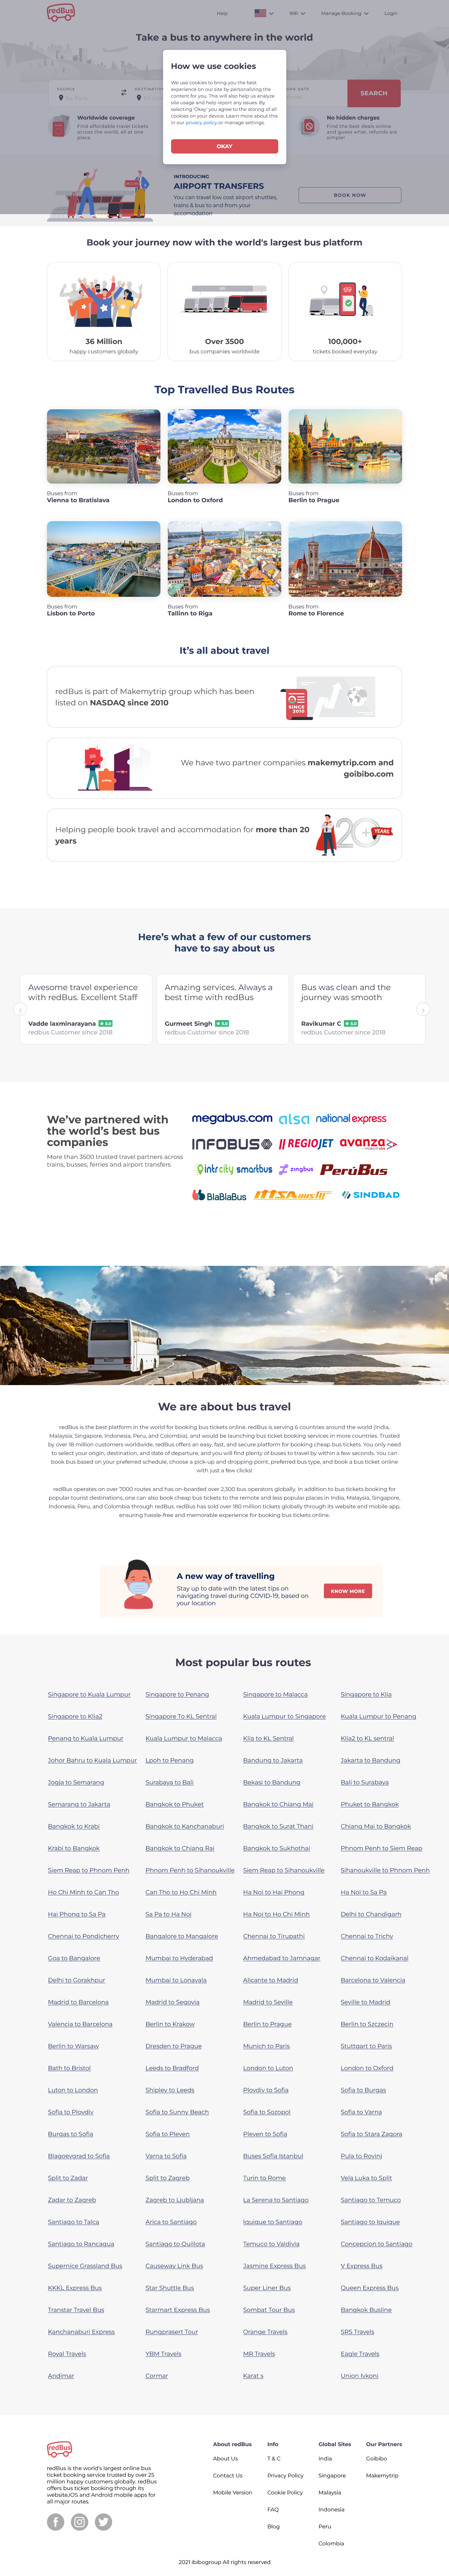 redBus
Help
INR
Manage Booking
Login
Take a bus to anywhere in the world
SOURCE
DESTINATION
SEARCH
How we use cookies
We use cookies to bring you the best
experience on our site by personalizing the
content for you. This will also help us analyze
site usage and help report any issues. By
selecting 'Okay' you agree to the storing of all
cookies on your device. Learn more about this
in our privacy policy or manage settings.
OKAY
Worldwide coverage
Find affordable travel tickets
across the world, all at one
place
No hidden charges
Find the best deals online
and guess what, refunds are
simpler
INTRODUCING
AIRPORT TRANSFERS
You can travel low cost airport shuttles,
trains & bus to and from your
accomodation
BOOK NOW
Book your journey now with the world's largest bus platform
36 Million
happy customers globally
Over 3500
bus companies worldwide
100,000+
tickets booked everyday
Top Travelled Bus Routes
Buses from
Vienna to Bratislava
Buses from
London to Oxford
Buses from
Berlin to Prague
Buses from
Lisbon to Porto
Buses from
Tallinn to Riga
Buses from
Rome to Florence
It's all about travel
redBus is part of Makemytrip group which has been
listed on NASDAQ since 2010
SINCE
2010
We have two partner companies makemytrip.com and
goibibo.com
Helping people book travel and accommodation for more than 20
years
20+ YEARS
Here's what a few of our customers
have to say about us
Awesome travel experience
with redBus. Excellent Staff
Vadde laxminarayana ★ 5.0
redbus Customer since 2018
Amazing services. Always a
best time with redBus
Gurmeet Singh ★ 5.0
redbus Customer since 2018
Bus was clean and the
journey was smooth
Ravikumar C ★ 5.0
redbus Customer since 2018
We've partnered with
the world's best bus
companies
More than 3500 trusted travel partners across
trains, busses, ferries and airport transfers
megabus.com alsa national express
INFOBUS REGIOJET avanza
intrcity smartbus zingbus PerúBus
BlaBlaBus MTSA SINDBAD
We are about bus travel
redBus is the best platform in the world for booking bus tickets online. redBus is serving 6 countries around the world (India,
Malaysia, Singapore, Indonesia, Peru, and Colombia), and would be launching bus ticket booking services in more countries. Trusted
by over 18 million customers worldwide, redBus offers an easy, fast, and secure platform for booking cheap bus tickets. You only need
to select your origin, destination, and date of departure, and you will find plenty of buses to travel by within a few seconds. You can
book bus based on your preferred schedule, choose a pick-up and dropping point, preferred bus type, and book a bus ticket online
with just a few clicks!
redBus operates on over 7000 routes and has on-boarded over 2,300 bus operators globally. In addition to bus tickets booking for
popular tourist destinations, one can also book cheap bus tickets to the remote and less popular places in India, Malaysia, Singapore,
Indonesia, Peru, and Colombia through redBus. redBus has sold over 180 million tickets globally through its website and mobile app,
ensuring hassle-free and memorable experience for booking bus tickets online.
A new way of travelling
Stay up to date with the latest tips on
navigating travel during COVID-19, based on
your location
KNOW MORE
Most popular bus routes
Singapore to Kuala Lumpur Singapore to Penang Singapore to Malacca Singapore to Klia
Singapore to Klia2 Singapore To KL Sentral Kuala Lumpur to Singapore Kuala Lumpur to Penang
Penang to Kuala Lumpur Kuala Lumpur to Malacca Klia to KL Sentral Klia2 to KL sentral
Johor Bahru to Kuala Lumpur Lpoh to Penang Bandung to Jakarta Jakarta to Bandung
Jogja to Semarang Surabaya to Bali Bekasi to Bandung Bali to Surabaya
Semarang to Jakarta Bangkok to Phuket Bangkok to Chiang Mai Phuket to Bangkok
Bangkok to Krabi Bangkok to Kanchanaburi Bangkok to Surat Thani Chiang Mai to Bangkok
Krabi to Bangkok Bangkok to Chiang Rai Bangkok to Sukhothai Phnom Penh to Siem Reap
Siem Reap to Phnom Penh Phnom Penh to Sihanoukville Siem Reap to Sihanoukville Sihanoukville to Phnom Penh
Ho Chi Minh to Can Tho Can Tho to Ho Chi Minh Ha Noi to Hai Phong Ha Noi to Sa Pa
Hai Phong to Sa Pa Sa Pa to Ha Noi Ha Noi to Ho Chi Minh Delhi to Chandigarh
Chennai to Pondicherry Bangalore to Mangalore Chennai to Tirupathi Chennai to Trichy
Goa to Bangalore Mumbai to Hyderabad Ahmedabad to Jamnagar Chennai to Kodaikanal
Delhi to Gorakhpur Mumbai to Lonavala Alicante to Madrid Barcelona to Valencia
Madrid to Barcelona Madrid to Segovia Madrid to Seville Seville to Madrid
Valencia to Barcelona Berlin to Krakow Berlin to Prague Berlin to Szczecin
Berlin to Warsaw Dresden to Prague Munich to Paris Stuttgart to Paris
Bath to Bristol Leeds to Bradford London to Luton London to Oxford
Luton to London Shipley to Leeds Plovdiv to Sofia Sofia to Burgas
Sofia to Plovdiv Sofia to Sunny Beach Sofia to Sozopol Sofia to Varna
Burgas to Sofia Sofia to Pleven Pleven to Sofia Sofia to Stara Zagora
Blagoevgrad to Sofia Varna to Sofia Buses Sofia Istanbul Pula to Rovinj
Split to Zadar Split to Zagreb Turin to Rome Vela Luka to Split
Zadar to Zagreb Zagreb to Ljubljana La Serena to Santiago Santiago to Temuco
Santiago to Talca Arica to Santiago Iquique to Santiago Santiago to Iquique
Santiago to Rancagua Santiago to Quillota Temuco to Valdivia Concepcion to Santiago
Supernice Grassland Bus Causeway Link Bus Jasmine Express Bus V Express Bus
KKKL Express Bus Star Shuttle Bus Super Liner Bus Queen Express Bus
Transtar Travel Bus Starmart Express Bus Sombat Tour Bus Bangkok Busline
Kanchanaburi Express Rungprasert Tour Orange Travels SRS Travels
Royal Travels YBM Travels MR Travels Eagle Travels
Andimar Cormar Karat s Union Ivkoni
redBus
redBus is the world's largest online bus
ticket booking service trusted by over 25
million happy customers globally. redBus
offers bus ticket booking through its
website,iOS and Android mobile apps for
all major routes.
About redBus
About Us
Contact Us
Mobile Version
Info
T & C
Privacy Policy
Cookie Policy
FAQ
Blog
Global Sites
India
Singapore
Malaysia
Indonesia
Peru
Colombia
Our Partners
Goibibo
Makemytrip
2021 ibibogroup All rights reserved